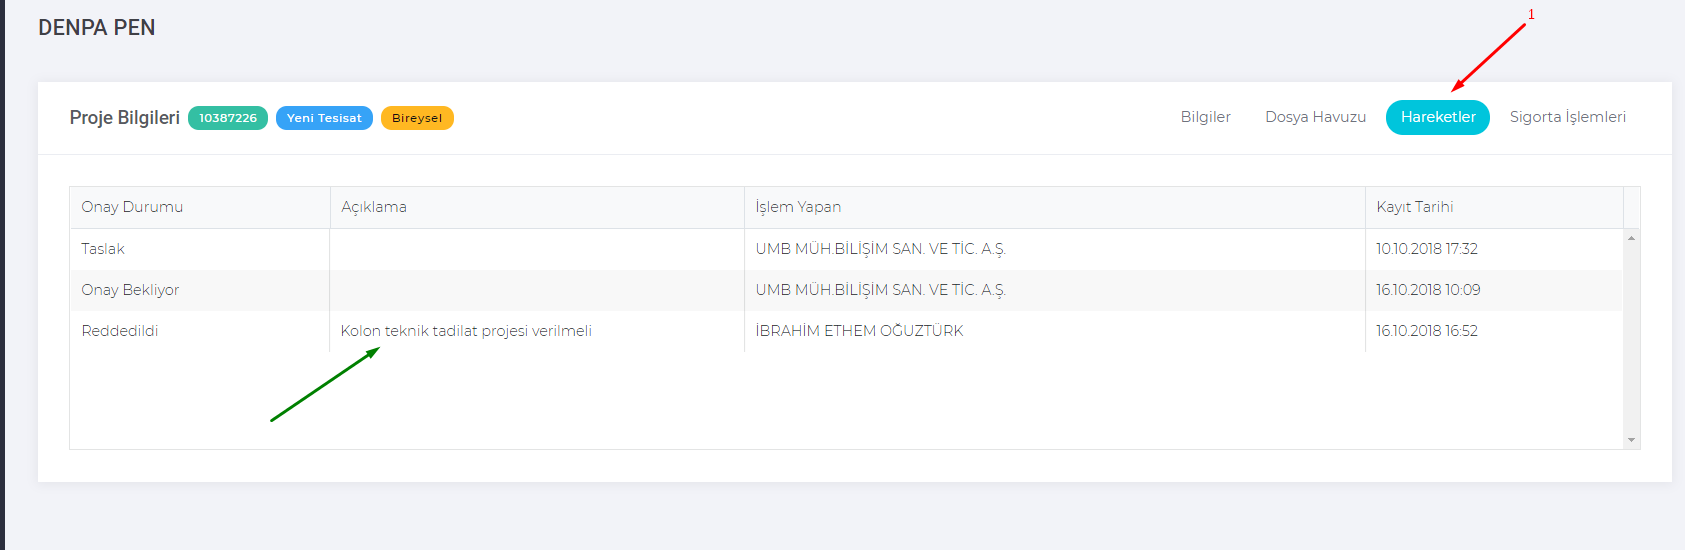 DENPA PEN
1
Proje Bilgileri 10387226 Yeni Tesisat Bireysel Bilgiler Dosya Havuzu Hareketler Sigorta İşlemleri
Onay Durumu Açıklama İşlem Yapan Kayıt Tarihi
Taslak UMB MÜH.BİLİŞİM SAN. VE TİC. A.Ş. 10.10.2018 17:32
Onay Bekliyor UMB MÜH.BİLİŞİM SAN. VE TİC. A.Ş. 16.10.2018 10:09
Reddedildi Kolon teknik tadilat projesi verilmeli İBRAHİM ETHEM OĞUZTÜRK 16.10.2018 16:52